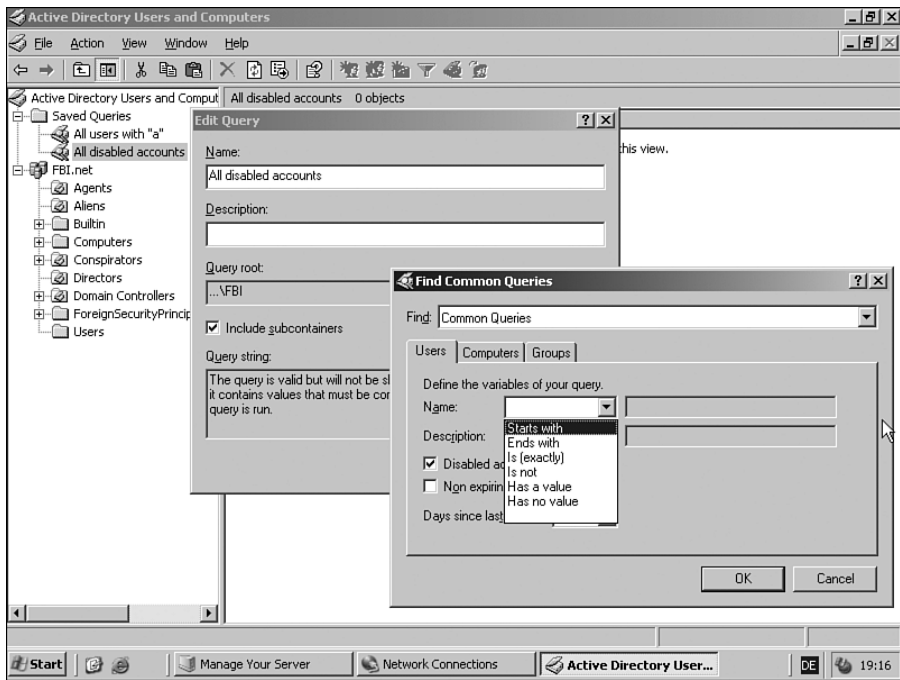 Active Directory Users and Computers
File Action View Window Help
Active Directory Users and Comput
All disabled accounts 0 objects
Saved Queries
All users with "a"
All disabled accounts
FBI.net
Agents
Aliens
Builtin
Computers
Conspirators
Directors
Domain Controllers
ForeignSecurityPrincip
Users
this view.
Edit Query
Name:
All disabled accounts
Description:
Query root:
...\FBI
Include subcontainers
Query string:
The query is valid but will not be sl
it contains values that must be cor
query is run.
Find Common Queries
Find: Common Queries
Users Computers Groups
Define the variables of your query.
Name:
Starts with
Ends with
Is (exactly)
Is not
Has a value
Has no value
Description:
Disabled ac
Non expirin
Days since last
OK Cancel
Start
Manage Your Server
Network Connections
Active Directory User...
DE
19:16